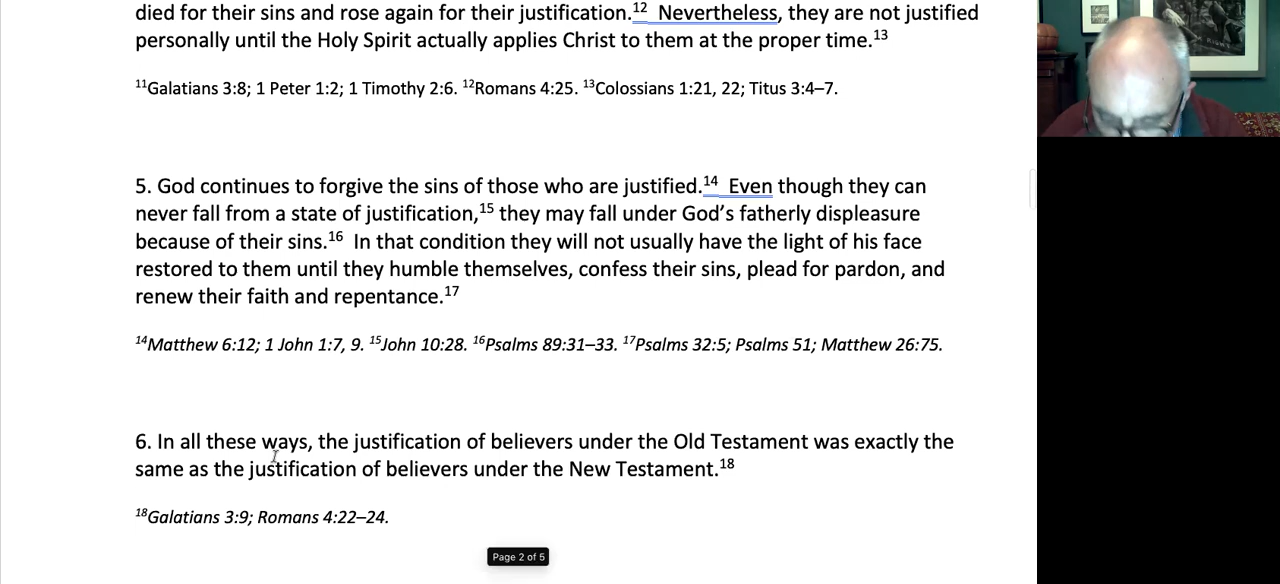 died for their sins and rose again for their justification.¹² Nevertheless, they are not justified
personally until the Holy Spirit actually applies Christ to them at the proper time.¹³
¹¹Galatians 3:8; 1 Peter 1:2; 1 Timothy 2:6. ¹²Romans 4:25. ¹³Colossians 1:21, 22; Titus 3:4–7.
5. God continues to forgive the sins of those who are justified.¹⁴ Even though they can
never fall from a state of justification,¹⁵ they may fall under God’s fatherly displeasure
because of their sins.¹⁶ In that condition they will not usually have the light of his face
restored to them until they humble themselves, confess their sins, plead for pardon, and
renew their faith and repentance.¹⁷
¹⁴Matthew 6:12; 1 John 1:7, 9. ¹⁵John 10:28. ¹⁶Psalms 89:31–33. ¹⁷Psalms 32:5; Psalms 51; Matthew 26:75.
6. In all these ways, the justification of believers under the Old Testament was exactly the
same as the justification of believers under the New Testament.¹⁸
¹⁸Galatians 3:9; Romans 4:22–24.
Page 2 of 5